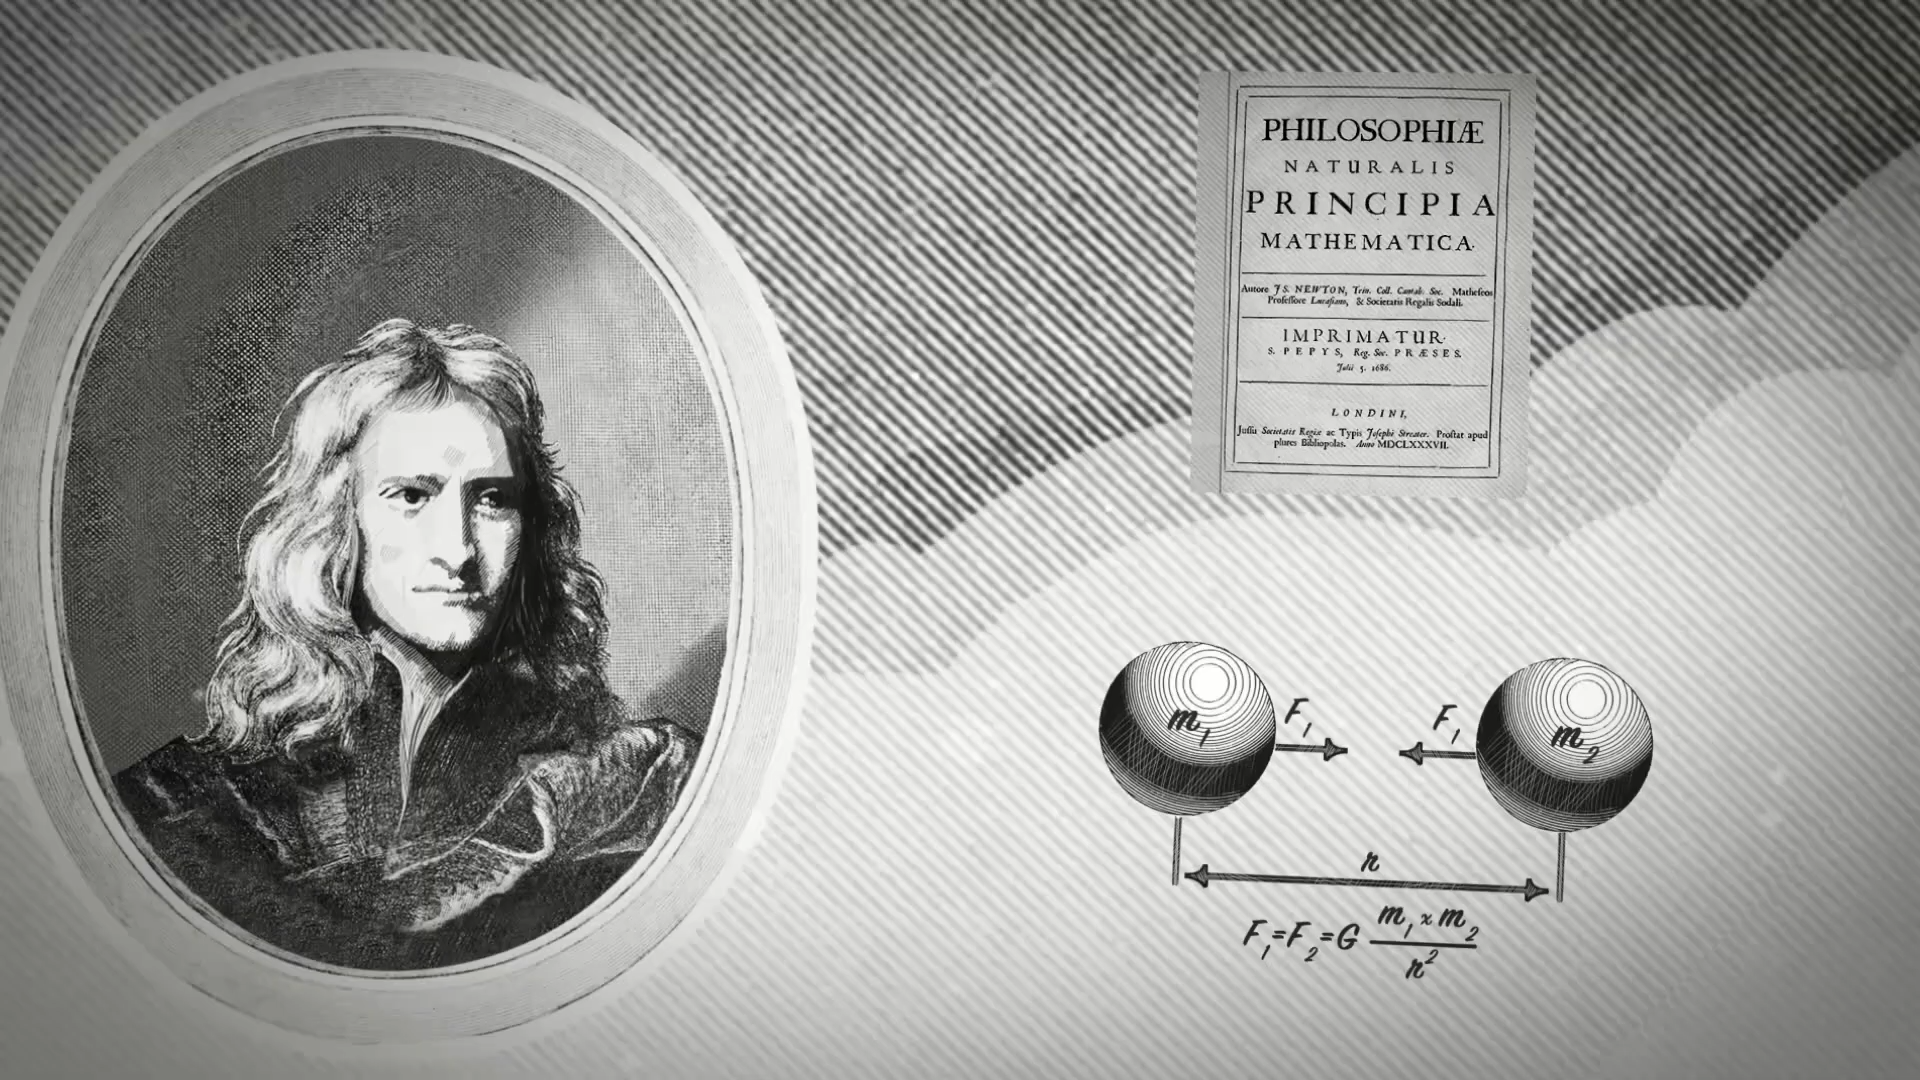 PHILOSOPHIÆ
NATURALIS
PRINCIPIA
MATHEMATICA.
Autore JS. NEWTON, Trin. Coll. Cantab. Soc. Matheseos
Professore Lucasiano, & Societatis Regalis Sodali.
IMPRIMATUR.
S. PEPYS, Reg. Soc. PRÆSES.
Julii 5. 1686.
LONDINI,
Jussu Societatis Regiæ ac Typis Josephi Streater. Prostat apud
plures Bibliopolas. Anno MDCLXXXVII.
m₁ F₁ F₁ m₂
r
F₁=F₂=G m₁×m₂
r²